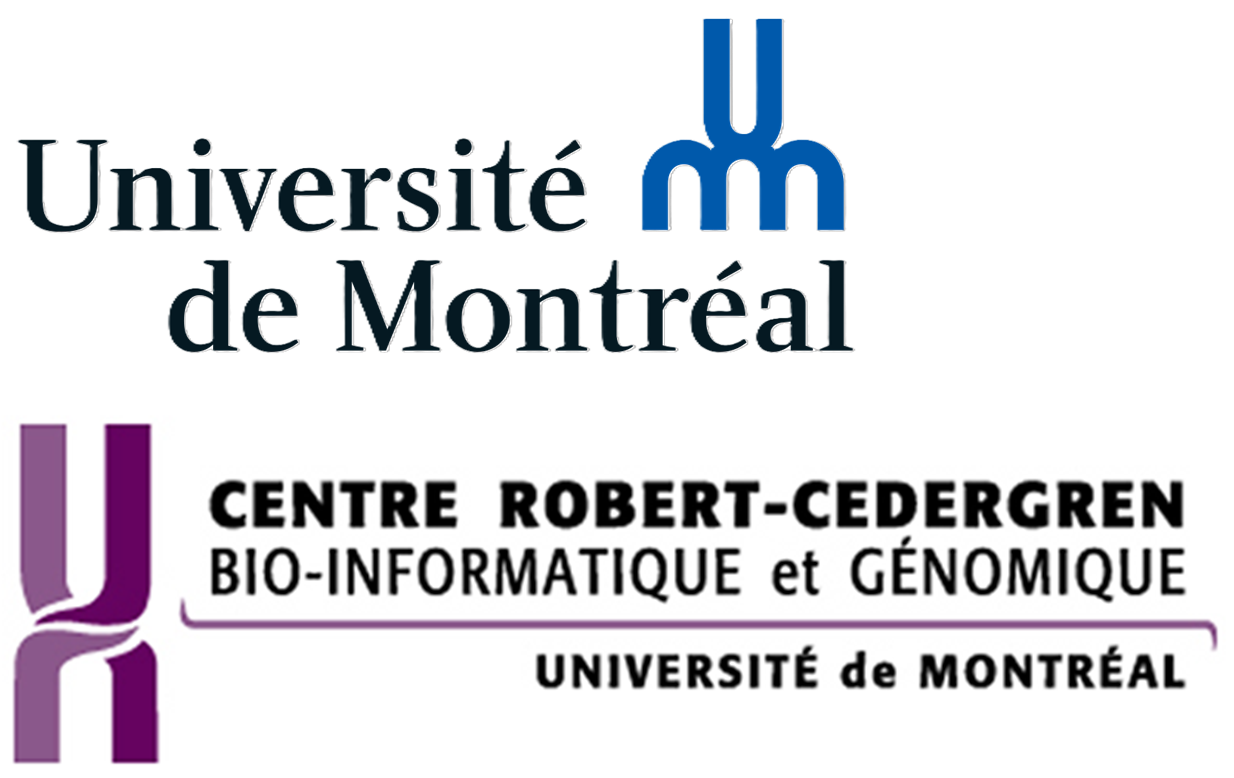 Université
de Montréal
CENTRE ROBERT-CEDERGREN
BIO-INFORMATIQUE et GÉNOMIQUE
UNIVERSITÉ de MONTRÉAL